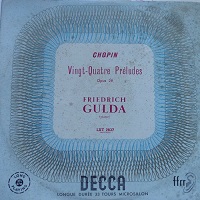 CHOPIN
Vingt-Quatre Préludes
Opus 28
FRIEDRICH
GULDA
DECCA
ffrr
LONGUE DURÉE 33 TOURS MICROSILLON